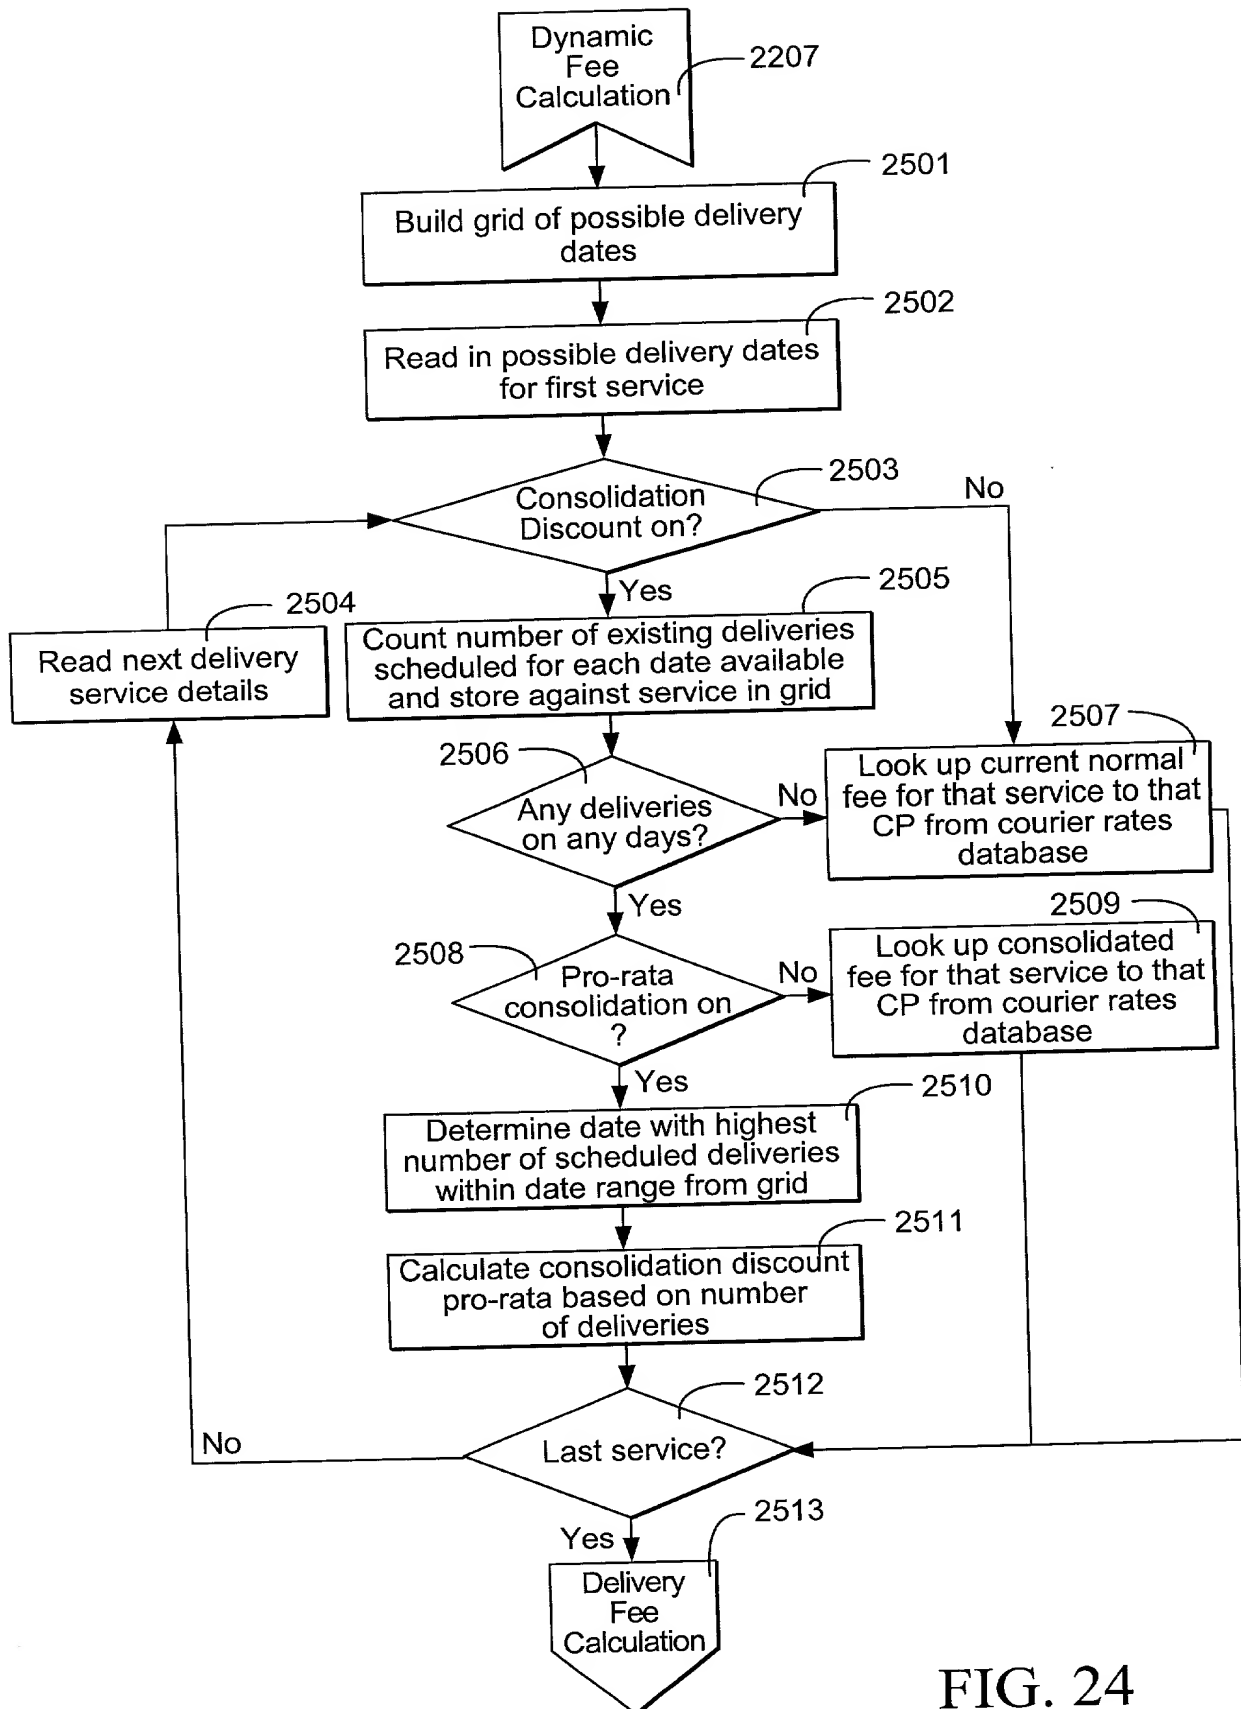 Dynamic
Fee
Calculation
2207
2501
Build grid of possible delivery
dates
2502
Read in possible delivery dates
for first service
2503
Consolidation
Discount on?
No
Yes
2504
Read next delivery
service details
2505
Count number of existing deliveries
scheduled for each date available
and store against service in grid
2506
Any deliveries
on any days?
No
2507
Look up current normal
fee for that service to that
CP from courier rates
database
Yes
2508
Pro-rata
consolidation on
?
No
2509
Look up consolidated
fee for that service to that
CP from courier rates
database
Yes
2510
Determine date with highest
number of scheduled deliveries
within date range from grid
2511
Calculate consolidation discount
pro-rata based on number
of deliveries
2512
Last service?
No
Yes
2513
Delivery
Fee
Calculation
FIG. 24